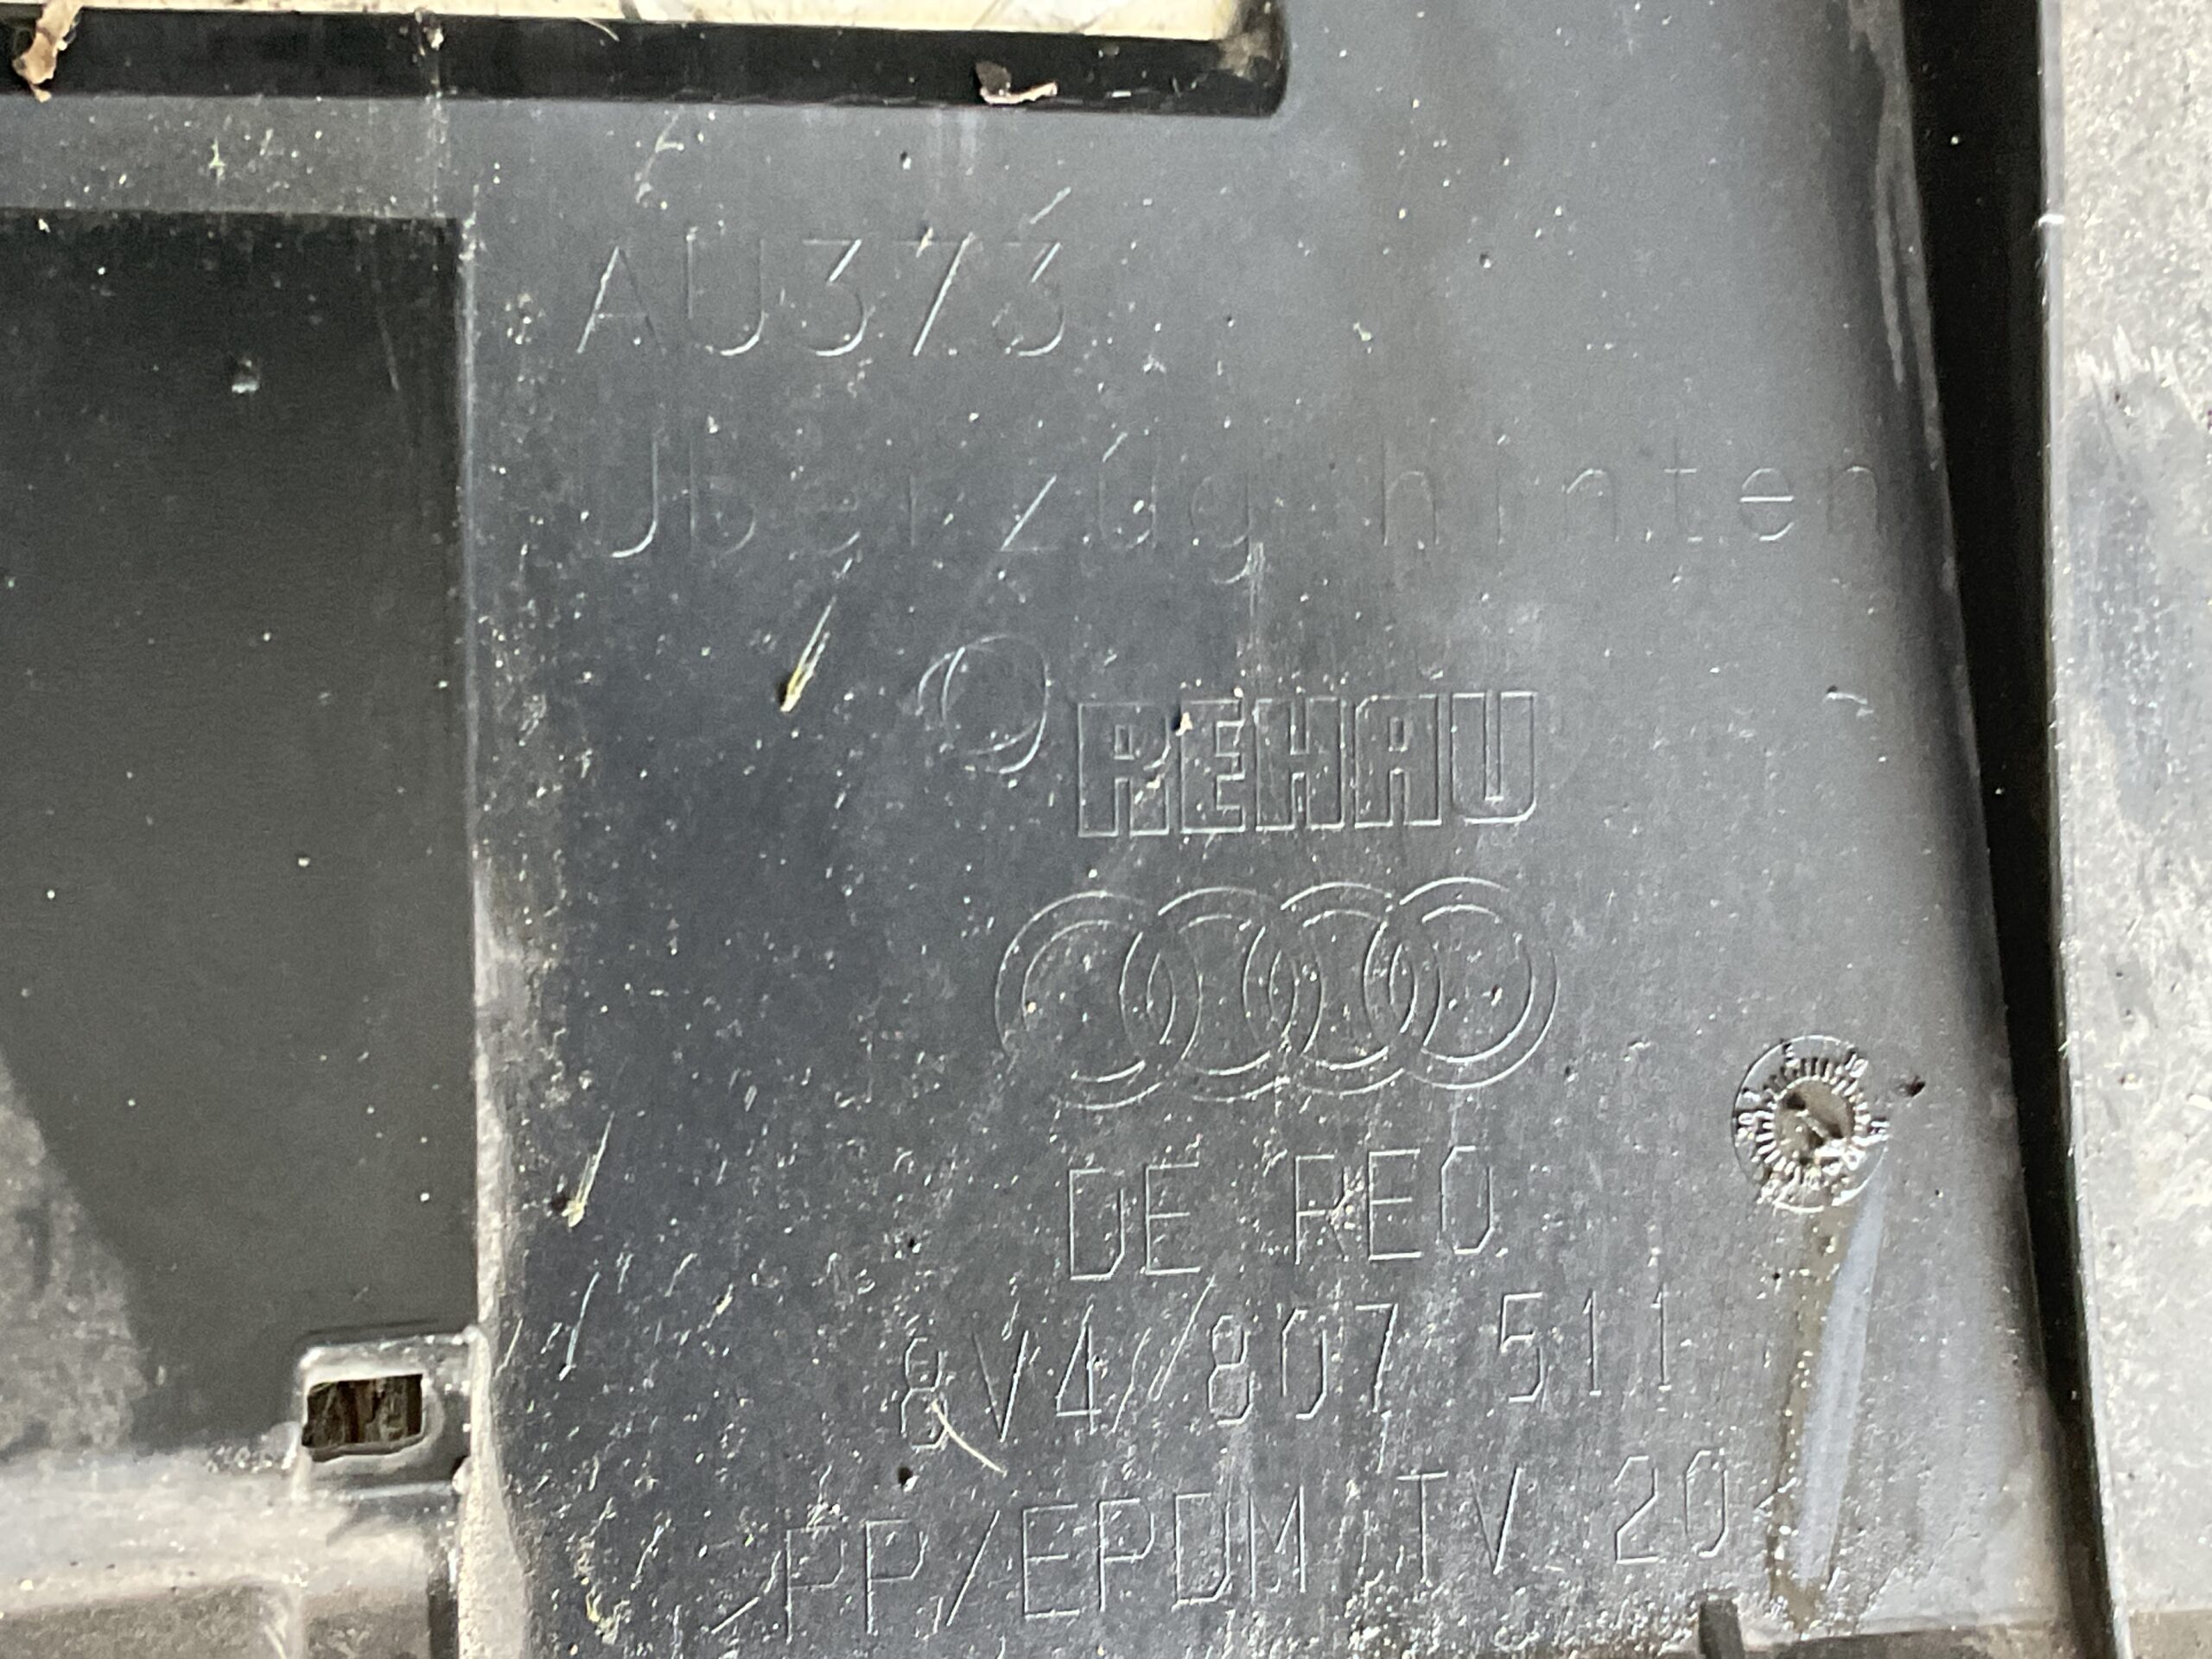 AU373
Überzug hinten
REHAU
DE REO
8V4/807 511
>PP/EPDM TV 20<